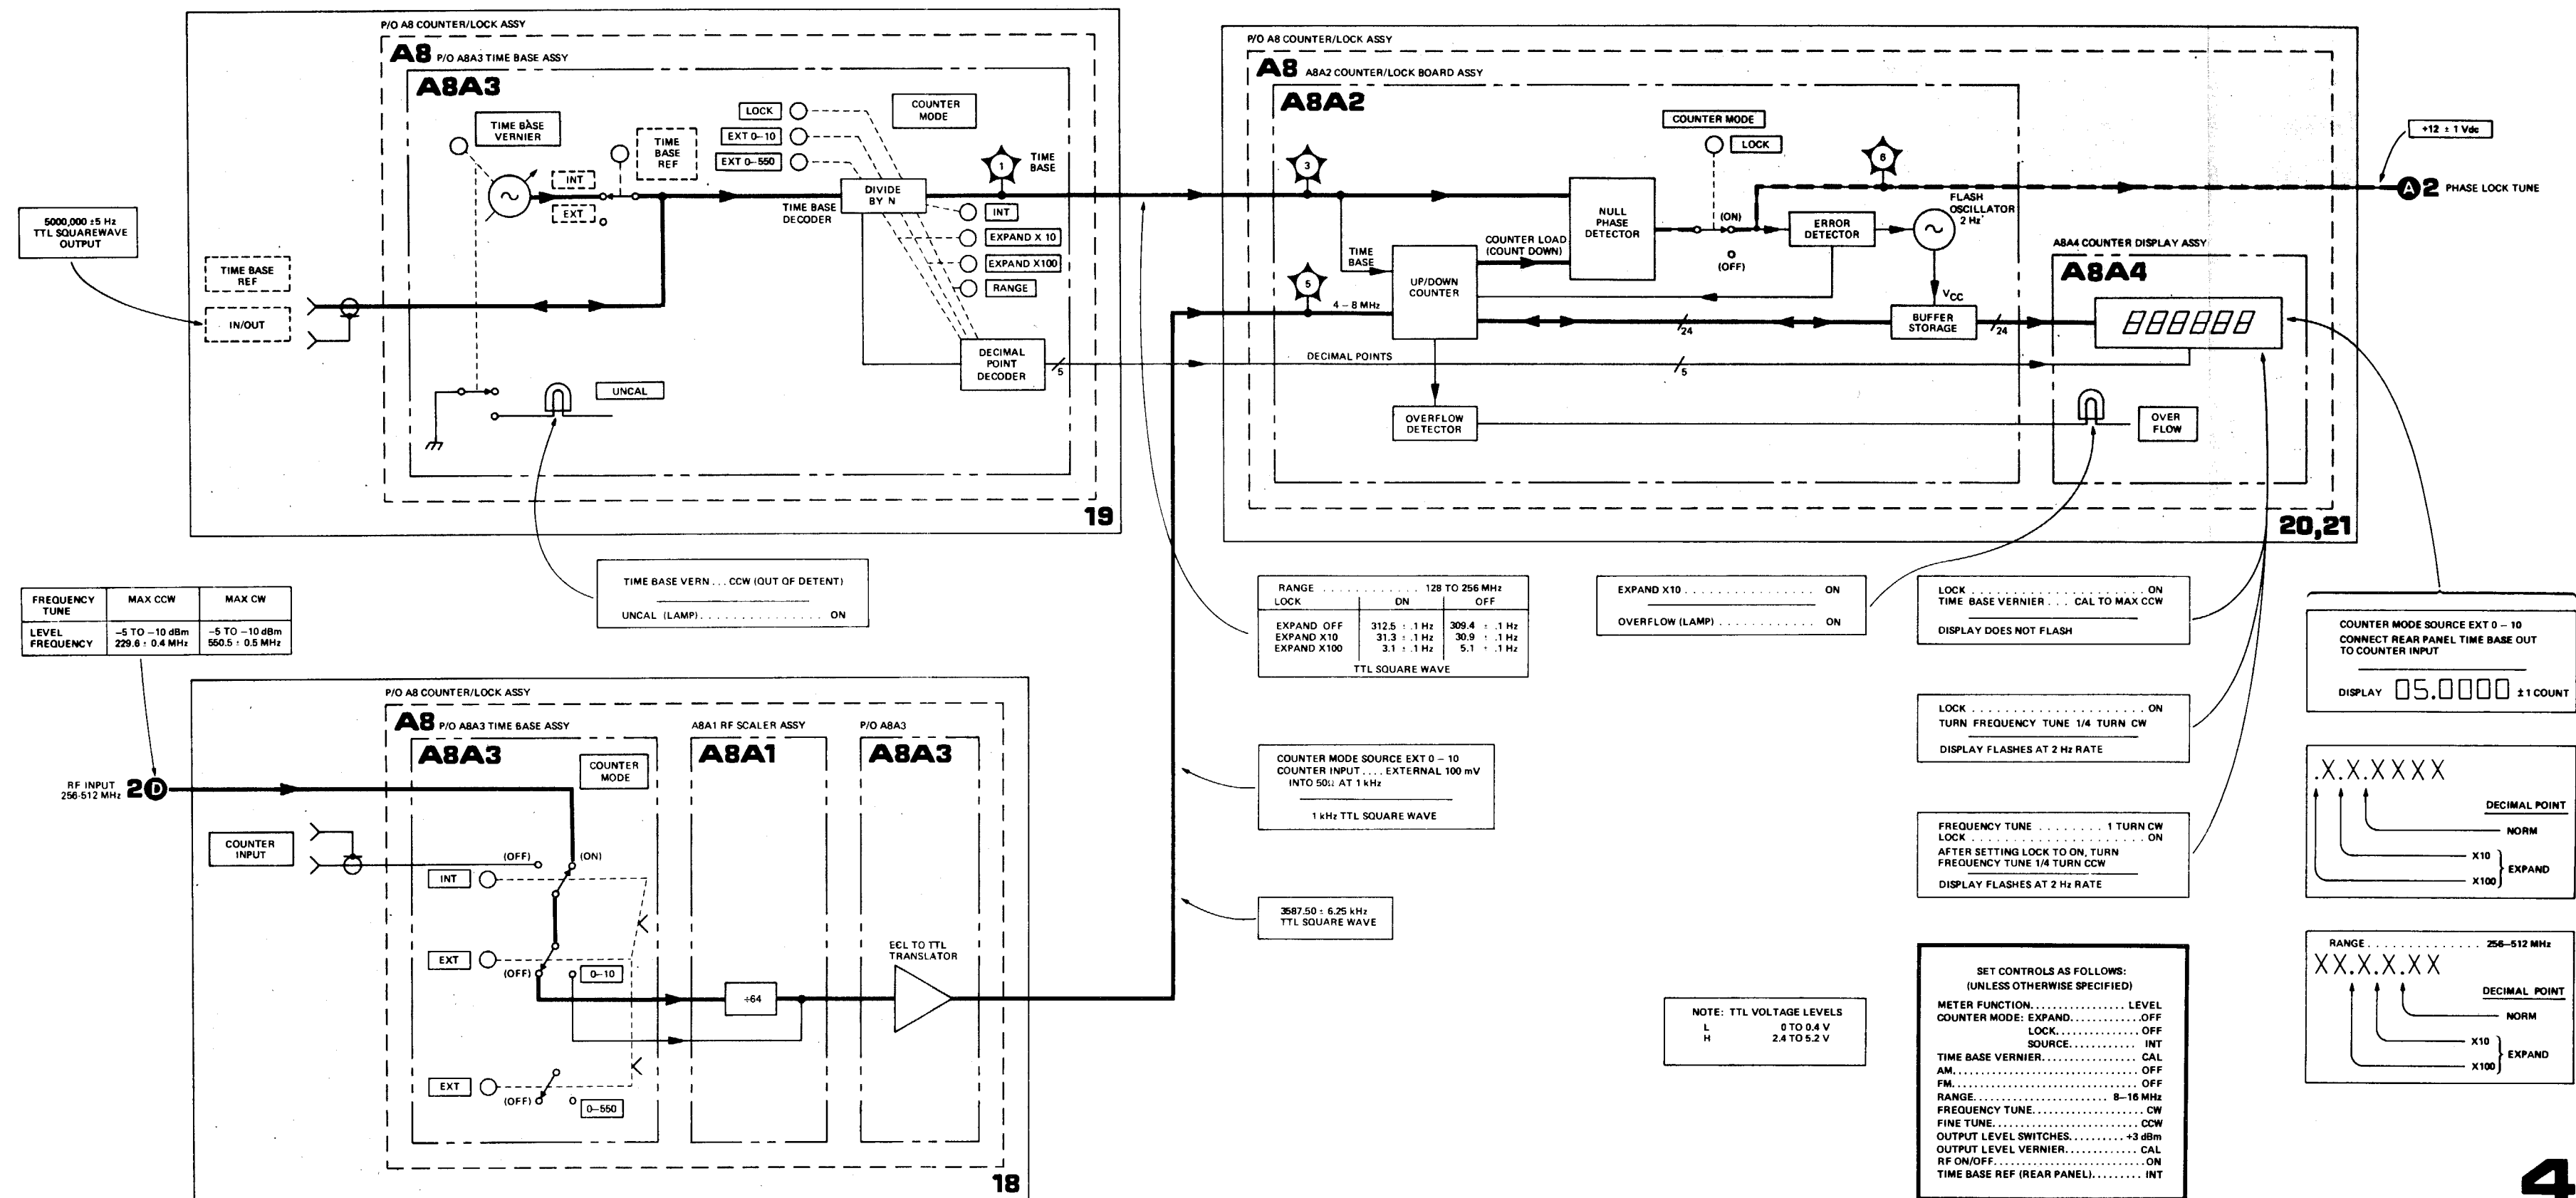 P/O A8 COUNTER/LOCK ASSY
A8 P/O A8A3 TIME BASE ASSY
A8A3
TIME BASE
VERNIER
INT
EXT
TIME
BASE
REF
LOCK
EXT 0–10
EXT 0–550
COUNTER
MODE
TIME BASE
DECODER
DIVIDE
BY N
1
TIME
BASE
INT
EXPAND X 10
EXPAND X100
RANGE
DECIMAL
POINT
DECODER
5
UNCAL
5000,000 ±5 Hz
TTL SQUAREWAVE
OUTPUT
TIME BASE
REF
IN/OUT
19
P/O A8 COUNTER/LOCK ASSY
A8 A8A2 COUNTER/LOCK BOARD ASSY
A8A2
3
TIME
BASE
5
4 – 8 MHz
UP/DOWN
COUNTER
COUNTER LOAD
(COUNT DOWN)
NULL
PHASE
DETECTOR
COUNTER MODE
LOCK
(ON)
(OFF)
6
ERROR
DETECTOR
FLASH
OSCILLATOR
2 Hz
VCC
BUFFER
STORAGE
24
24
DECIMAL POINTS
5
OVERFLOW
DETECTOR
A8A4 COUNTER DISPLAY ASSY
A8A4
888888
OVER
FLOW
20,21
+12 ± 1 Vdc
A 2 PHASE LOCK TUNE
TIME BASE VERN . . . CCW (OUT OF DETENT)
UNCAL (LAMP) . . . . . . . . . . . . . . ON
FREQUENCY TUNE MAX CCW MAX CW
LEVEL –5 TO –10 dBm –5 TO –10 dBm
FREQUENCY 229.6 ± 0.4 MHz 550.5 ± 0.5 MHz
RANGE . . . . . . . . . . . . 128 TO 256 MHz
LOCK DN OFF
EXPAND OFF 312.5 ± .1 Hz 309.4 ± .1 Hz
EXPAND X10 31.3 ± .1 Hz 30.9 ± .1 Hz
EXPAND X100 3.1 ± .1 Hz 5.1 ± .1 Hz
TTL SQUARE WAVE
EXPAND X10 . . . . . . . . . . . . . . . ON
OVERFLOW (LAMP) . . . . . . . . . . . ON
LOCK . . . . . . . . . . . . . . . . . . . . ON
TIME BASE VERNIER . . . CAL TO MAX CCW
DISPLAY DOES NOT FLASH
LOCK . . . . . . . . . . . . . . . . . . . . ON
TURN FREQUENCY TUNE 1/4 TURN CW
DISPLAY FLASHES AT 2 Hz RATE
FREQUENCY TUNE . . . . . . . . 1 TURN CW
LOCK . . . . . . . . . . . . . . . . . . . . ON
AFTER SETTING LOCK TO ON, TURN
FREQUENCY TUNE 1/4 TURN CCW
DISPLAY FLASHES AT 2 Hz RATE
COUNTER MODE SOURCE EXT 0 – 10
CONNECT REAR PANEL TIME BASE OUT
TO COUNTER INPUT
DISPLAY 05.0000 ±1 COUNT
.X.X.XXXX
DECIMAL POINT
NORM
X10
X100
EXPAND
RANGE . . . . . . . . . . . . . 256–512 MHz
XX.X.X.XX
DECIMAL POINT
NORM
X10
X100
EXPAND
P/O A8 COUNTER/LOCK ASSY
A8 P/O A8A3 TIME BASE ASSY
A8A3
COUNTER
MODE
A8A1 RF SCALER ASSY
A8A1
P/O A8A3
A8A3
RF INPUT
256-512 MHz 2 D
COUNTER
INPUT
(OFF)
(ON)
INT
EXT
(OFF)
0–10
EXT
(OFF)
0–550
÷64
ECL TO TTL
TRANSLATOR
18
COUNTER MODE SOURCE EXT 0 – 10
COUNTER INPUT . . . . EXTERNAL 100 mV
INTO 50Ω AT 1 kHz
1 kHz TTL SQUARE WAVE
3587.50 ± 6.25 kHz
TTL SQUARE WAVE
NOTE: TTL VOLTAGE LEVELS
L 0 TO 0.4 V
H 2.4 TO 5.2 V
SET CONTROLS AS FOLLOWS:
(UNLESS OTHERWISE SPECIFIED)
METER FUNCTION. . . . . . . . . . . . . . LEVEL
COUNTER MODE: EXPAND. . . . . . . . . . .OFF
LOCK. . . . . . . . . . . . OFF
SOURCE. . . . . . . . . . . INT
TIME BASE VERNIER. . . . . . . . . . . . . CAL
AM. . . . . . . . . . . . . . . . . . . . . . . OFF
FM. . . . . . . . . . . . . . . . . . . . . . . OFF
RANGE. . . . . . . . . . . . . . . . . 8–16 MHz
FREQUENCY TUNE. . . . . . . . . . . . . . CW
FINE TUNE. . . . . . . . . . . . . . . . . . CCW
OUTPUT LEVEL SWITCHES. . . . . . . . +3 dBm
OUTPUT LEVEL VERNIER. . . . . . . . . . CAL
RF ON/OFF. . . . . . . . . . . . . . . . . . ON
TIME BASE REF (REAR PANEL). . . . . . . INT
4